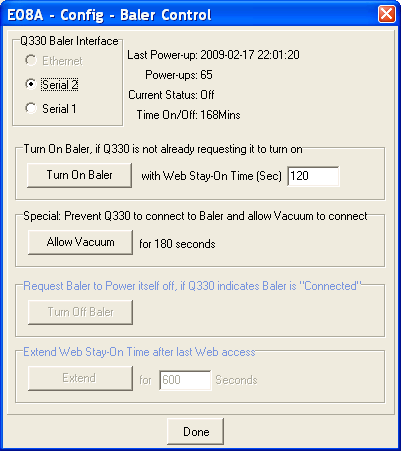 E08A - Config - Baler Control
Q330 Baler Interface
Ethernet
Serial 2
Serial 1
Last Power-up: 2009-02-17 22:01:20
Power-ups: 65
Current Status: Off
Time On/Off: 168Mins
Turn On Baler, if Q330 is not already requesting it to turn on
Turn On Baler with Web Stay-On Time (Sec) 120
Special: Prevent Q330 to connect to Baler and allow Vacuum to connect
Allow Vacuum for 180 seconds
Request Baler to Power itself off, if Q330 indicates Baler is "Connected"
Turn Off Baler
Extend Web Stay-On Time after last Web access
Extend for 600 Seconds
Done